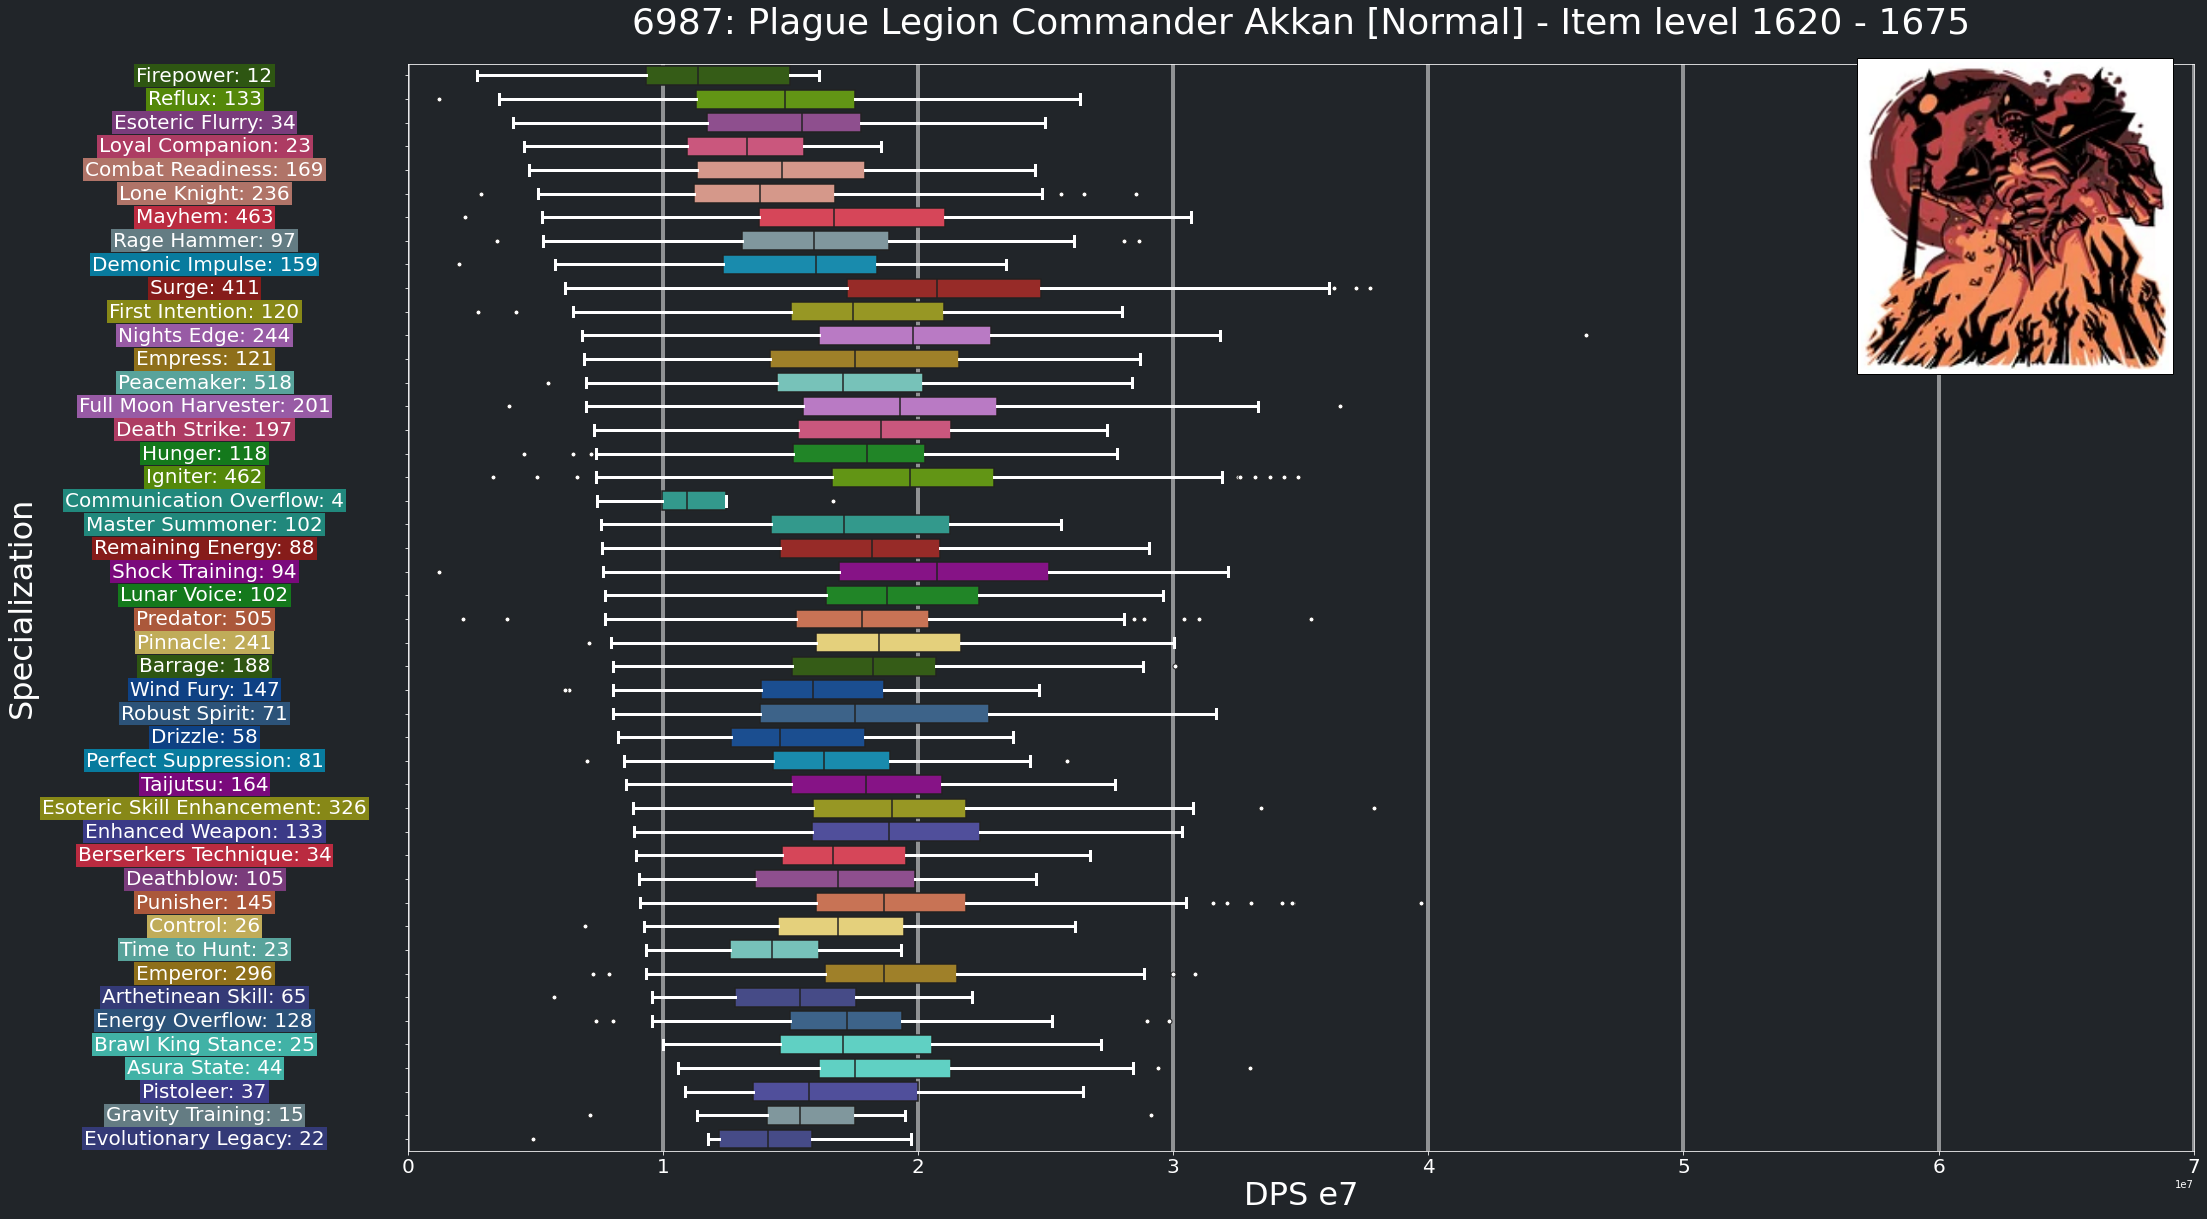 6987: Plague Legion Commander Akkan [Normal] - Item level 1620 - 1675
Specialization
Firepower: 12
Reflux: 133
Esoteric Flurry: 34
Loyal Companion: 23
Combat Readiness: 169
Lone Knight: 236
Mayhem: 463
Rage Hammer: 97
Demonic Impulse: 159
Surge: 411
First Intention: 120
Nights Edge: 244
Empress: 121
Peacemaker: 518
Full Moon Harvester: 201
Death Strike: 197
Hunger: 118
Igniter: 462
Communication Overflow: 4
Master Summoner: 102
Remaining Energy: 88
Shock Training: 94
Lunar Voice: 102
Predator: 505
Pinnacle: 241
Barrage: 188
Wind Fury: 147
Robust Spirit: 71
Drizzle: 58
Perfect Suppression: 81
Taijutsu: 164
Esoteric Skill Enhancement: 326
Enhanced Weapon: 133
Berserkers Technique: 34
Deathblow: 105
Punisher: 145
Control: 26
Time to Hunt: 23
Emperor: 296
Arthetinean Skill: 65
Energy Overflow: 128
Brawl King Stance: 25
Asura State: 44
Pistoleer: 37
Gravity Training: 15
Evolutionary Legacy: 22
0 1 2 3 4 5 6 7
1e7
DPS e7